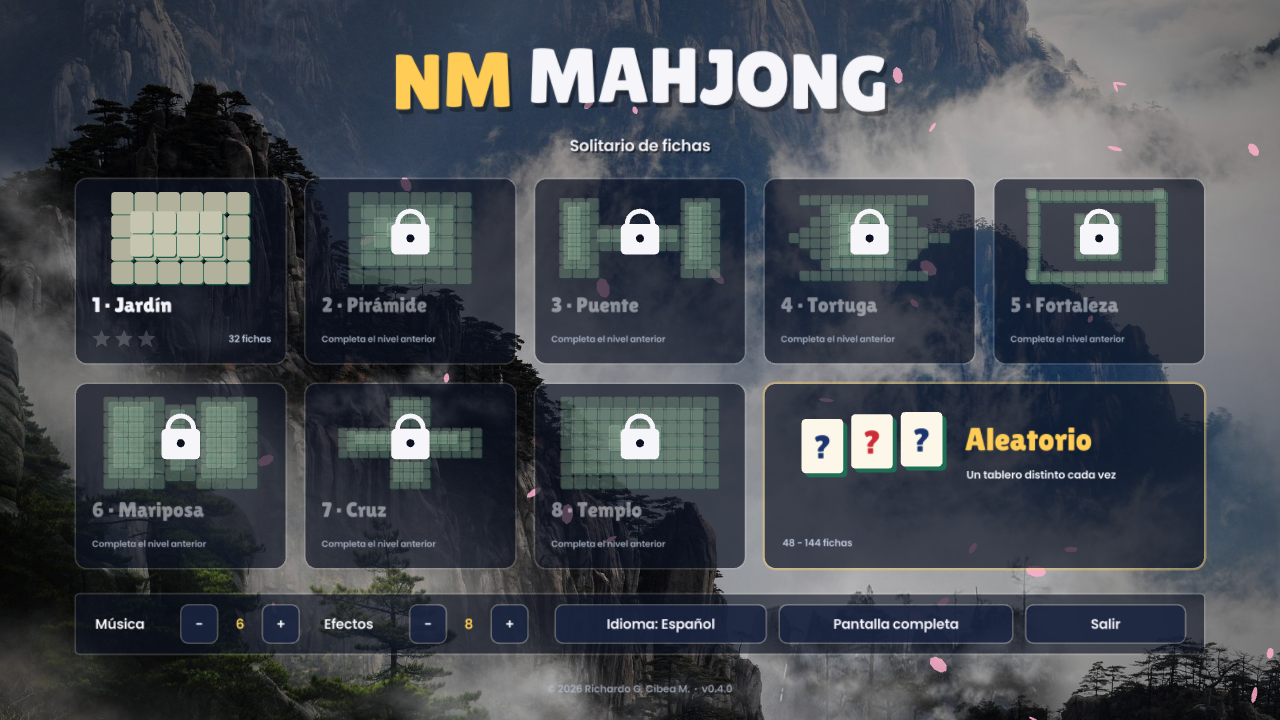 NM MAHJONG
Solitario de fichas
1 · Jardín
32 fichas
2 · Pirámide
Completa el nivel anterior
3 · Puente
Completa el nivel anterior
4 · Tortuga
Completa el nivel anterior
5 · Fortaleza
Completa el nivel anterior
6 · Mariposa
Completa el nivel anterior
7 · Cruz
Completa el nivel anterior
8 · Templo
Completa el nivel anterior
? ? ?
Aleatorio
Un tablero distinto cada vez
48 - 144 fichas
Música - 6 + Efectos - 8 + Idioma: Español Pantalla completa Salir
© 2026 Richardo G. Cibea M. · v0.4.0